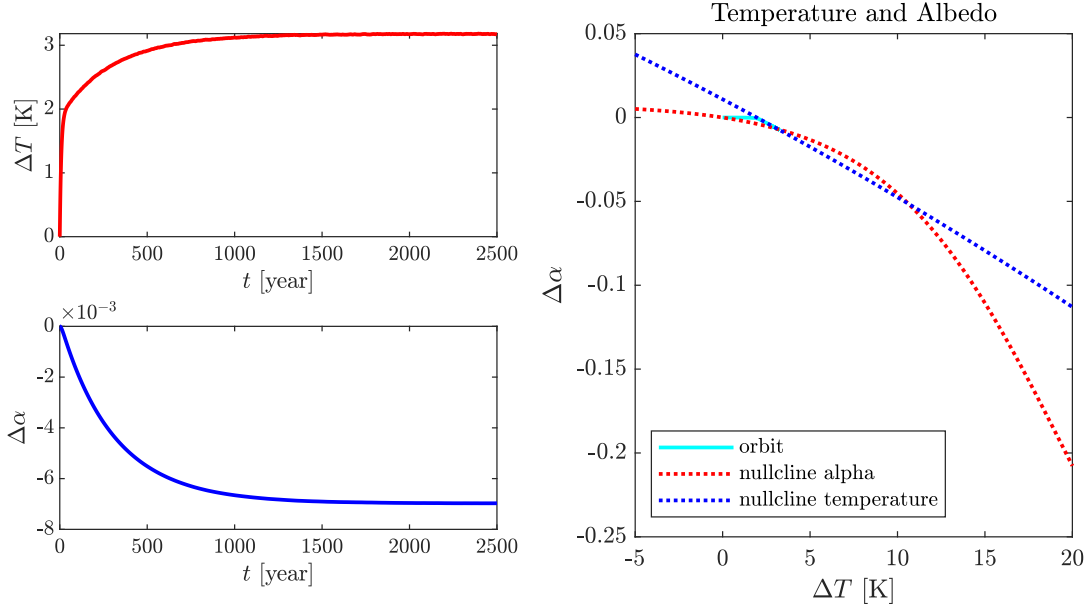 3
2
1
0
ΔT [K]
0 500 1000 1500 2000 2500
t [year]
×10⁻³
0
-2
-4
-6
-8
Δα
0 500 1000 1500 2000 2500
t [year]
Temperature and Albedo
0.05
0
-0.05
-0.1
-0.15
-0.2
-0.25
Δα
orbit
nullcline alpha
nullcline temperature
-5 0 5 10 15 20
ΔT [K]